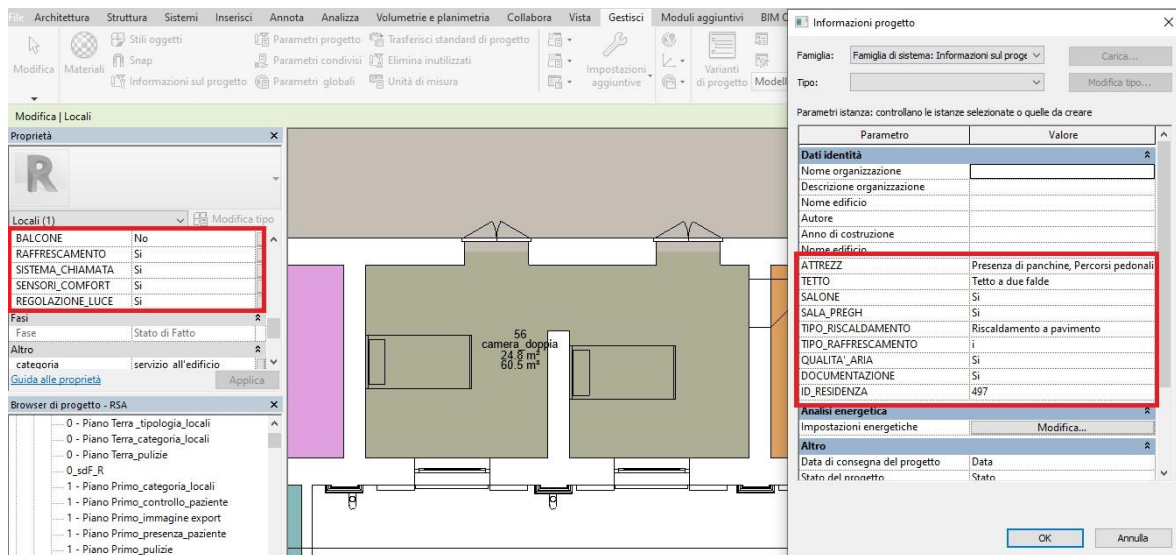 File Architettura Struttura Sistemi Inserisci Annota Analizza Volumetrie e planimetria Collabora Vista Gestisci Moduli aggiuntivi BIM
Modifica
Materiali
Stili oggetti
Snap
Informazioni sul progetto
Parametri progetto
Parametri condivisi
Parametri globali
Trasferisci standard di progetto
Elimina inutilizzati
Unità di misura
Impostazioni
aggiuntive
Varianti
di progetto
Modell
Modifica | Locali
Proprietà
R
Locali (1)
Modifica tipo
BALCONE No
RAFFRESCAMENTO Si
SISTEMA_CHIAMATA Si
SENSORI_COMFORT Si
REGOLAZIONE_LUCE Si
Fasi
Fase Stato di Fatto
Altro
categoria servizio all'edificio
Guida alle proprietà Applica
Browser di progetto - RSA
0 - Piano Terra _tipologia_locali
0 - Piano Terra_categoria_locali
0 - Piano Terra_pulizie
0_sdF_R
1 - Piano Primo_categoria_locali
1 - Piano Primo_controllo_paziente
1 - Piano Primo_immagine export
1 - Piano Primo_presenza_paziente
1 - Piano Primo_pulizie
56
camera_doppia
24.8 m²
60.5 m³
Informazioni progetto
Famiglia: Famiglia di sistema: Informazioni sul proge Carica...
Tipo: Modifica tipo...
Parametri istanza: controllano le istanze selezionate o quelle da creare
Parametro Valore
Dati identità
Nome organizzazione
Descrizione organizzazione
Nome edificio
Autore
Anno di costruzione
Nome edificio
ATTREZZ Presenza di panchine, Percorsi pedonali
TETTO Tetto a due falde
SALONE Si
SALA_PREGH Si
TIPO_RISCALDAMENTO Riscaldamento a pavimento
TIPO_RAFFRESCAMENTO i
QUALITA'_ARIA Si
DOCUMENTAZIONE Si
ID_RESIDENZA 497
Analisi energetica
Impostazioni energetiche Modifica...
Altro
Data di consegna del progetto Data
Stato del progetto Stato
OK Annulla